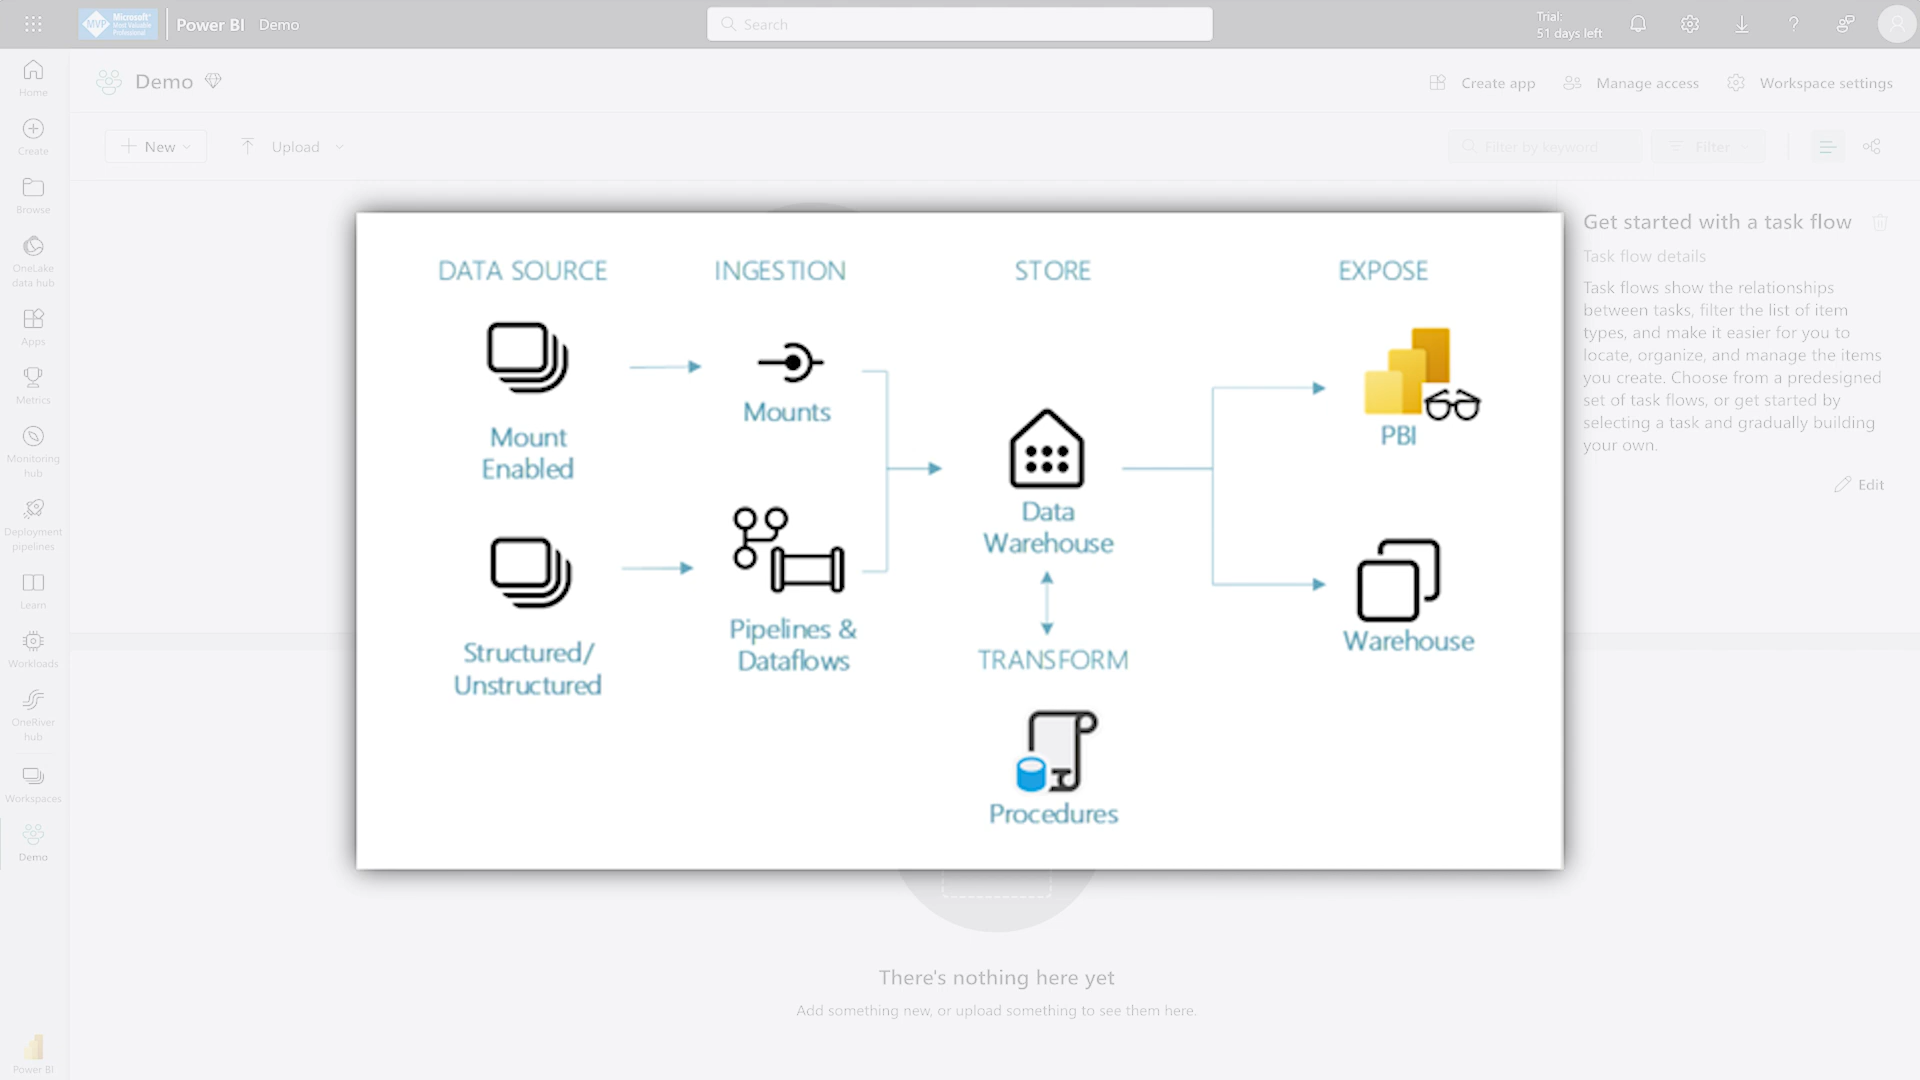 MVP Microsoft® Most Valuable Professional
Power BI Demo
Search
Trial:
51 days left
Home
Create
Browse
OneLake
data hub
Apps
Metrics
Monitoring
hub
Deployment
pipelines
Learn
Workloads
OneRiver
hub
Workspaces
Demo
Power BI
Demo
Create app
Manage access
Workspace settings
New
Upload
Filter by keyword
Filter
DATA SOURCE
INGESTION
STORE
EXPOSE
Mount
Enabled
Mounts
PBI
Data
Warehouse
Structured/
Unstructured
Pipelines &
Dataflows
TRANSFORM
Warehouse
Procedures
Get started with a task flow
Task flow details
Task flows show the relationships
between tasks, filter the list of item
types, and make it easier for you to
locate, organize, and manage the items
you create. Choose from a predesigned
set of task flows, or get started by
selecting a task and gradually building
your own.
Edit
There's nothing here yet
Add something new, or upload something to see them here.